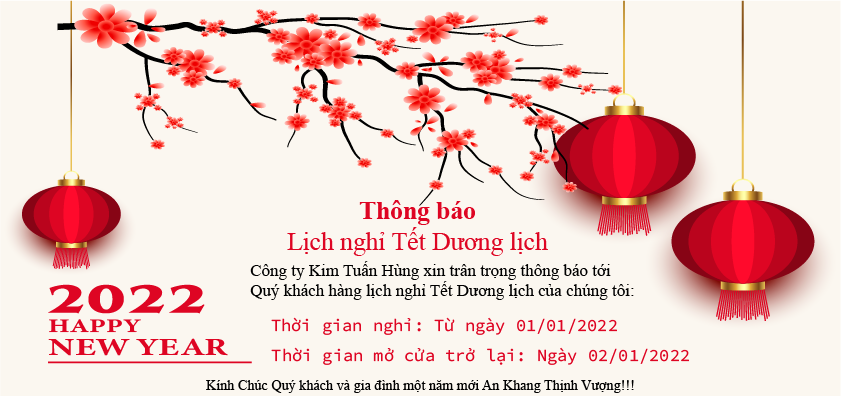 Thông báo
Lịch nghỉ Tết Dương lịch
Công ty Kim Tuấn Hùng xin trân trọng thông báo tới
Quý khách hàng lịch nghỉ Tết Dương lịch của chúng tôi:
2022
HAPPY
NEW YEAR
Thời gian nghỉ: Từ ngày 01/01/2022
Thời gian mở cửa trở lại: Ngày 02/01/2022
Kính Chúc Quý khách và gia đình một năm mới An Khang Thịnh Vượng!!!